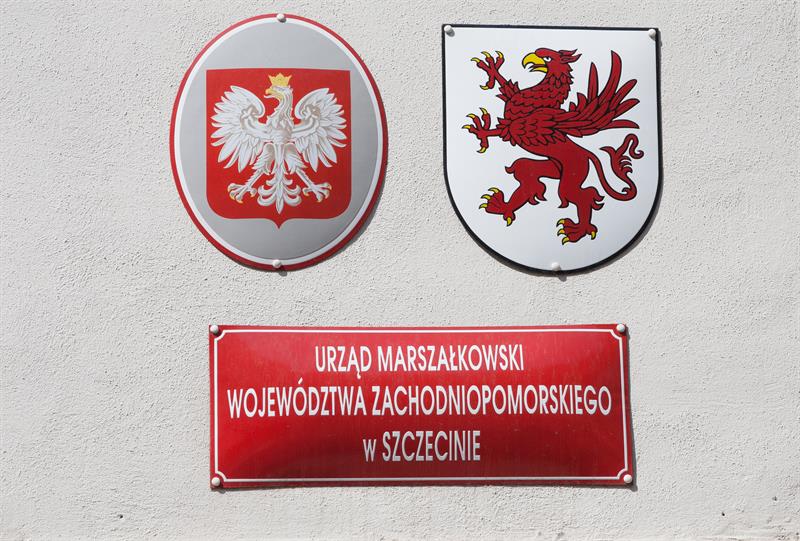 URZĄD MARSZAŁKOWSKI
WOJEWÓDZTWA ZACHODNIOPOMORSKIEGO
w SZCZECINIE